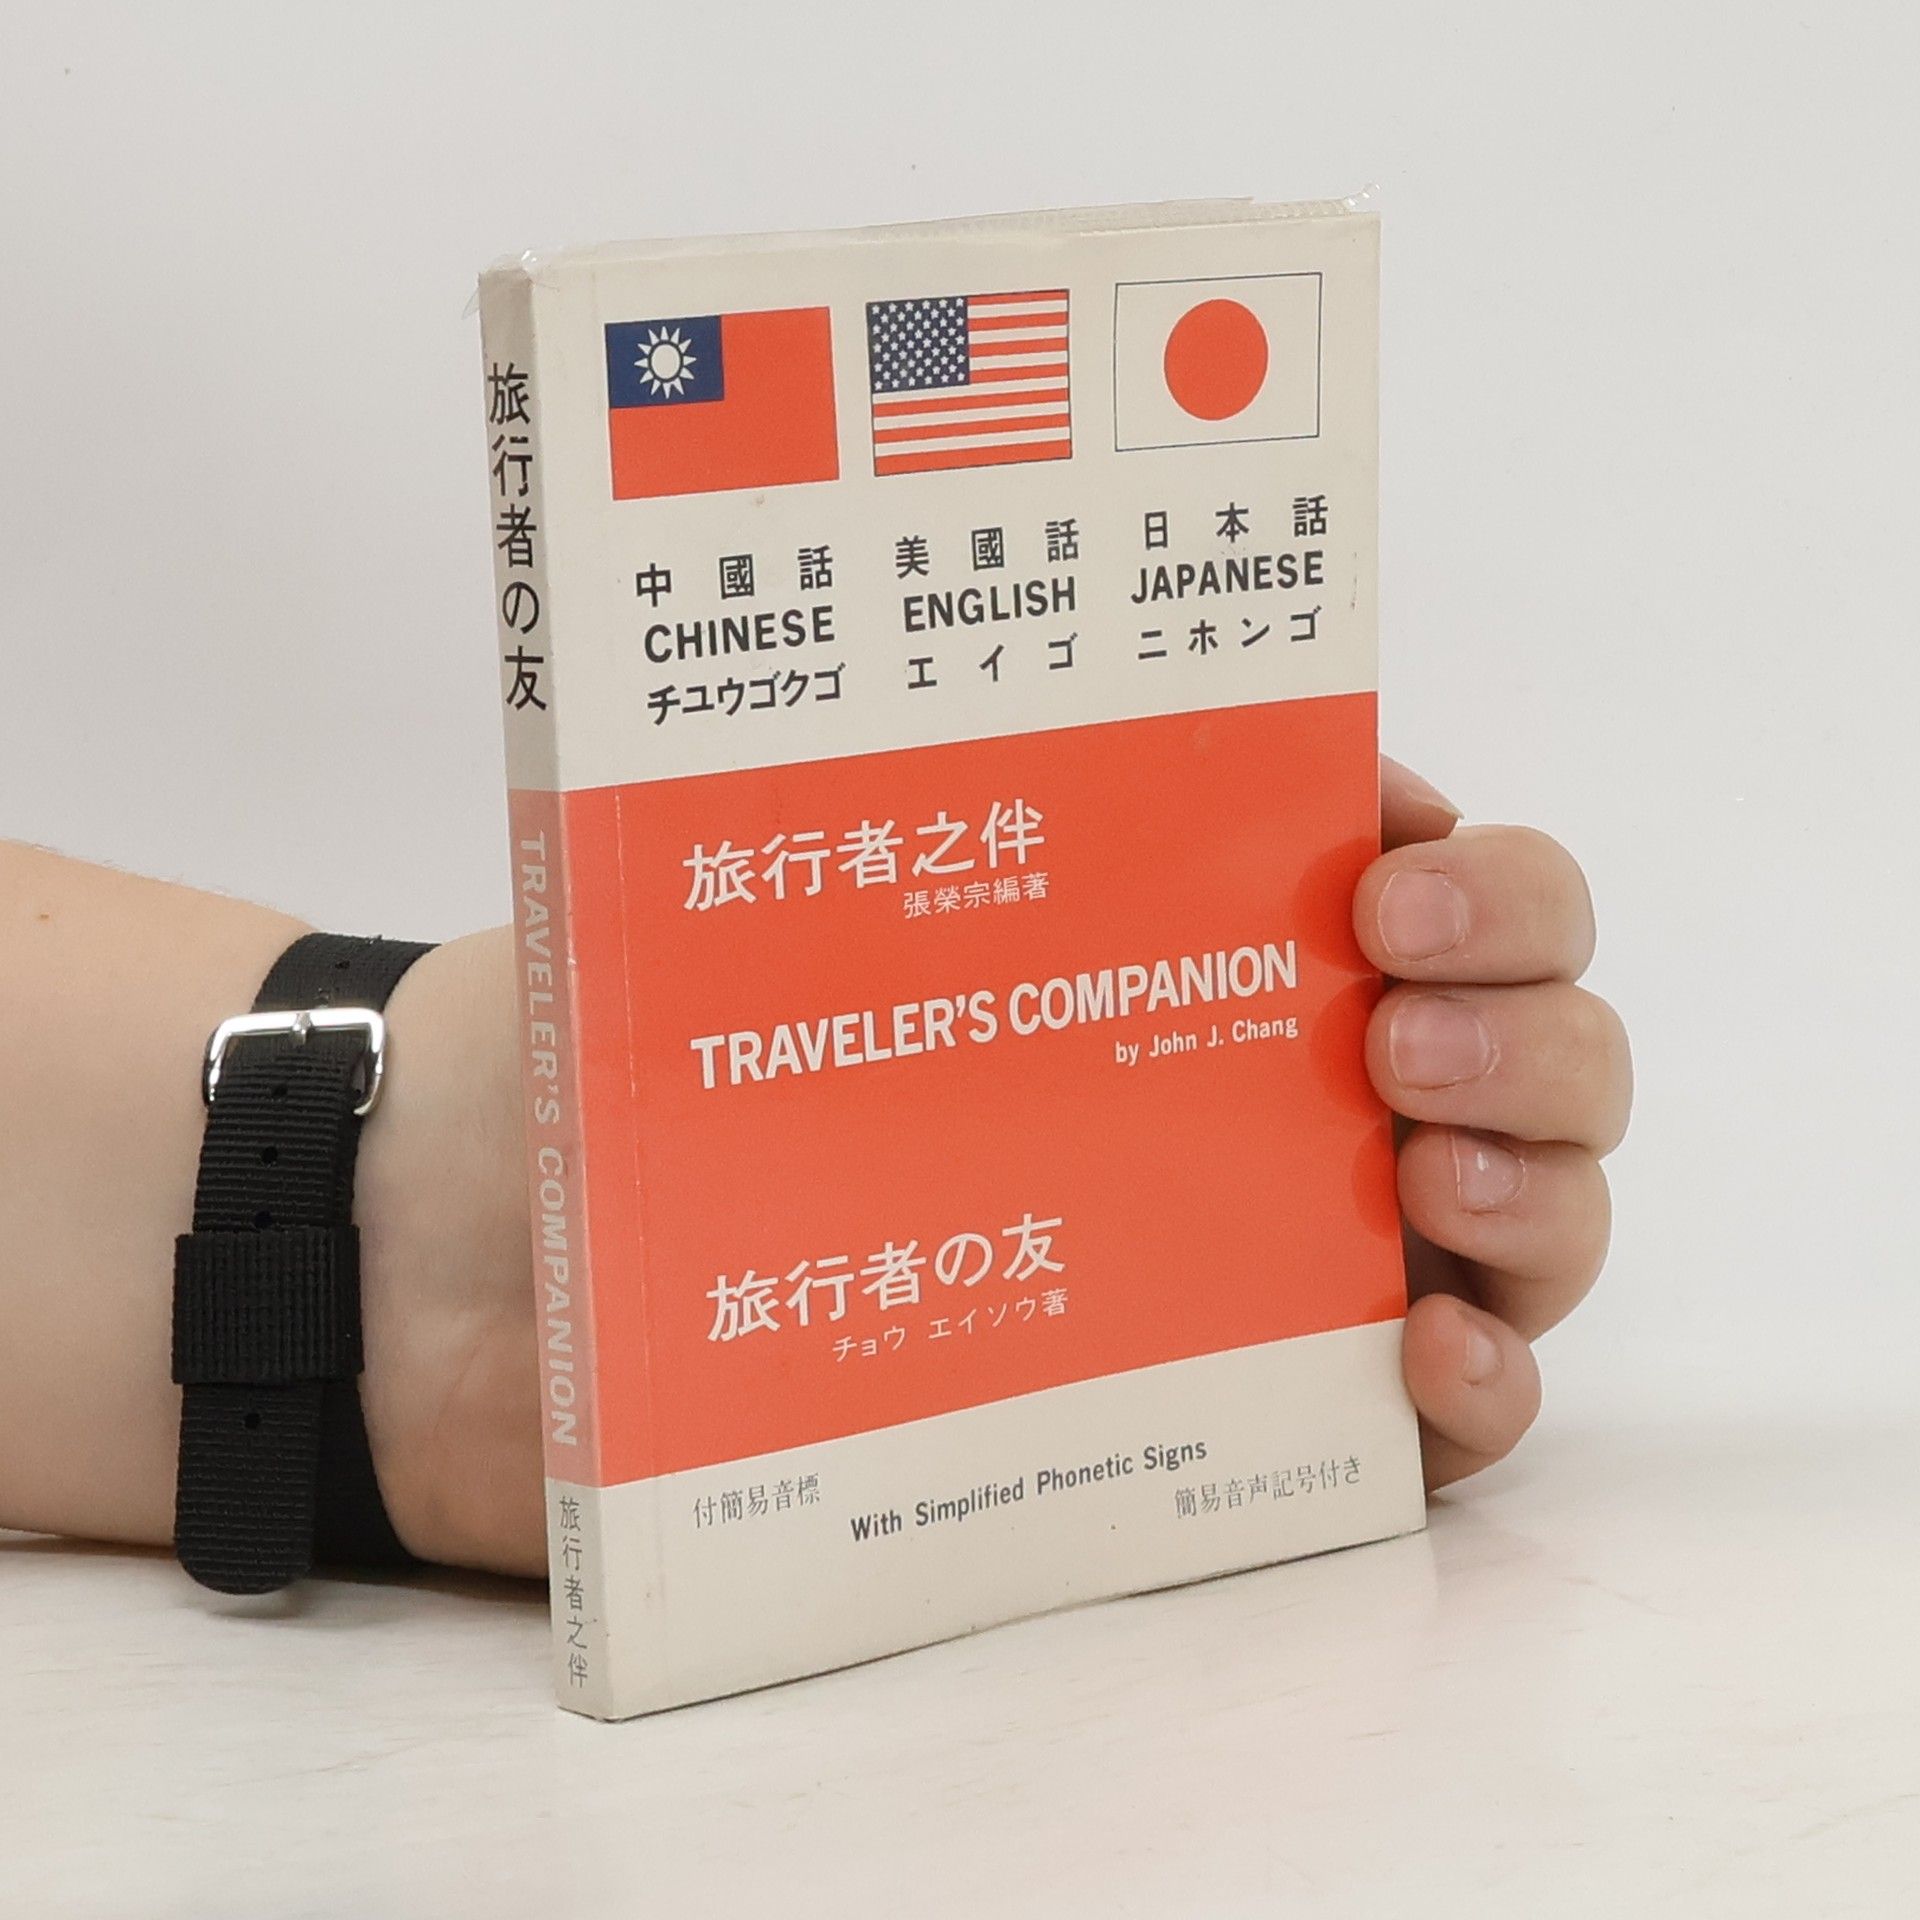 中國話
CHINESE
チユウゴクゴ
美國話
ENGLISH
エイゴ
日本話
JAPANESE
ニホンゴ
旅行者之伴
張榮宗編著
TRAVELER'S COMPANION
by John J. Chang
旅行者の友
チョウ エイソウ著
付簡易音標
With Simplified Phonetic Signs
簡易音声記号付き
旅行者の友
TRAVELER'S COMPANION
旅行者之伴